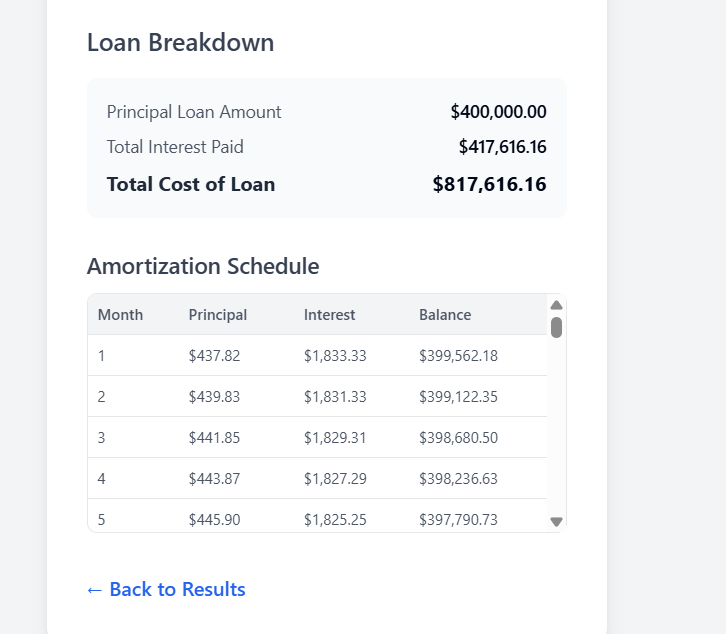 Loan Breakdown
Principal Loan Amount $400,000.00
Total Interest Paid $417,616.16
Total Cost of Loan $817,616.16
Amortization Schedule
Month Principal Interest Balance
1 $437.82 $1,833.33 $399,562.18
2 $439.83 $1,831.33 $399,122.35
3 $441.85 $1,829.31 $398,680.50
4 $443.87 $1,827.29 $398,236.63
5 $445.90 $1,825.25 $397,790.73
← Back to Results